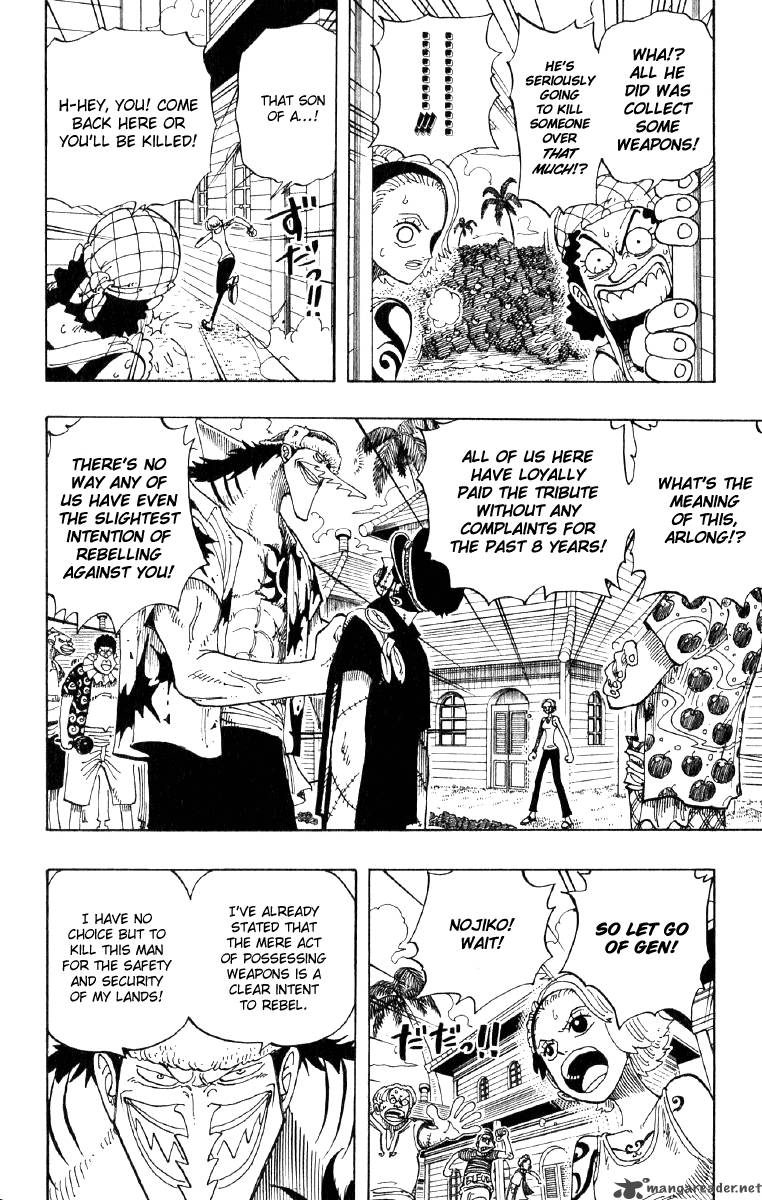 WHA!?
ALL HE
DID WAS
COLLECT
SOME
WEAPONS!
HE'S
SERIOUSLY
GOING
TO KILL
SOMEONE
OVER
THAT
MUCH!?
!!!
THAT SON
OF A...!
H-HEY, YOU! COME
BACK HERE OR
YOU'LL BE KILLED!
ずだっ!!
WHAT'S THE
MEANING
OF THIS,
ARLONG!?
ALL OF US HERE
HAVE LOYALLY
PAID THE TRIBUTE
WITHOUT ANY
COMPLAINTS FOR
THE PAST 8 YEARS!
THERE'S NO
WAY ANY OF
US HAVE EVEN
THE SLIGHTEST
INTENTION OF
REBELLING
AGAINST YOU!
SO LET GO
OF GEN!
NOJIKO!
WAIT!
だだっ!!
I'VE ALREADY
STATED THAT
THE MERE ACT
OF POSSESSING
WEAPONS IS A
CLEAR INTENT
TO REBEL.
I HAVE NO
CHOICE BUT TO
KILL THIS MAN
FOR THE SAFETY
AND SECURITY
OF MY LANDS!
mangareader.net